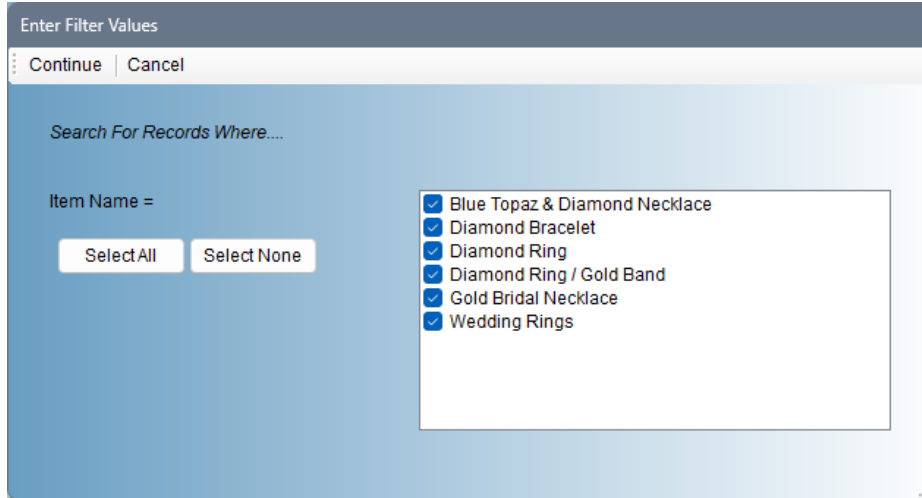 Enter Filter Values
Continue Cancel
Search For Records Where....
Item Name =
Select All Select None
Blue Topaz & Diamond Necklace
Diamond Bracelet
Diamond Ring
Diamond Ring / Gold Band
Gold Bridal Necklace
Wedding Rings